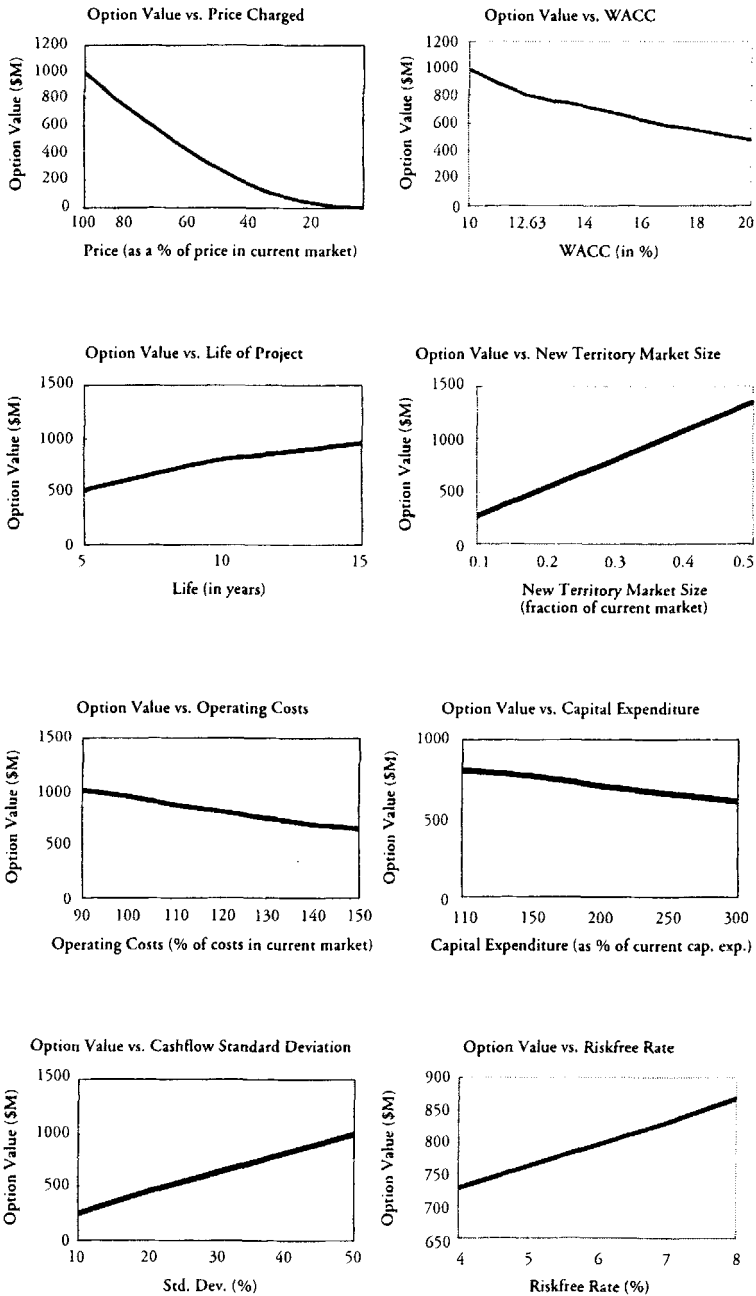 Option Value vs. Price Charged
Option Value ($M)
1200
1000
800
600
400
200
0
100 80 60 40 20
Price (as a % of price in current market)
Option Value vs. WACC
Option Value ($M)
1200
1000
800
600
400
200
0
10 12.63 14 16 18 20
WACC (in %)
Option Value vs. Life of Project
Option Value ($M)
1500
1000
500
0
5 10 15
Life (in years)
Option Value vs. New Territory Market Size
Option Value ($M)
1500
1000
500
0
0.1 0.2 0.3 0.4 0.5
New Territory Market Size
(fraction of current market)
Option Value vs. Operating Costs
Option Value ($M)
1500
1000
500
0
90 100 110 120 130 140 150
Operating Costs (% of costs in current market)
Option Value vs. Capital Expenditure
Option Value ($M)
1000
500
0
110 150 200 250 300
Capital Expenditure (as % of current cap. exp.)
Option Value vs. Cashflow Standard Deviation
Option Value ($M)
1500
1000
500
0
10 20 30 40 50
Std. Dev. (%)
Option Value vs. Riskfree Rate
Option Value ($M)
900
850
800
750
700
650
4 5 6 7 8
Riskfree Rate (%)